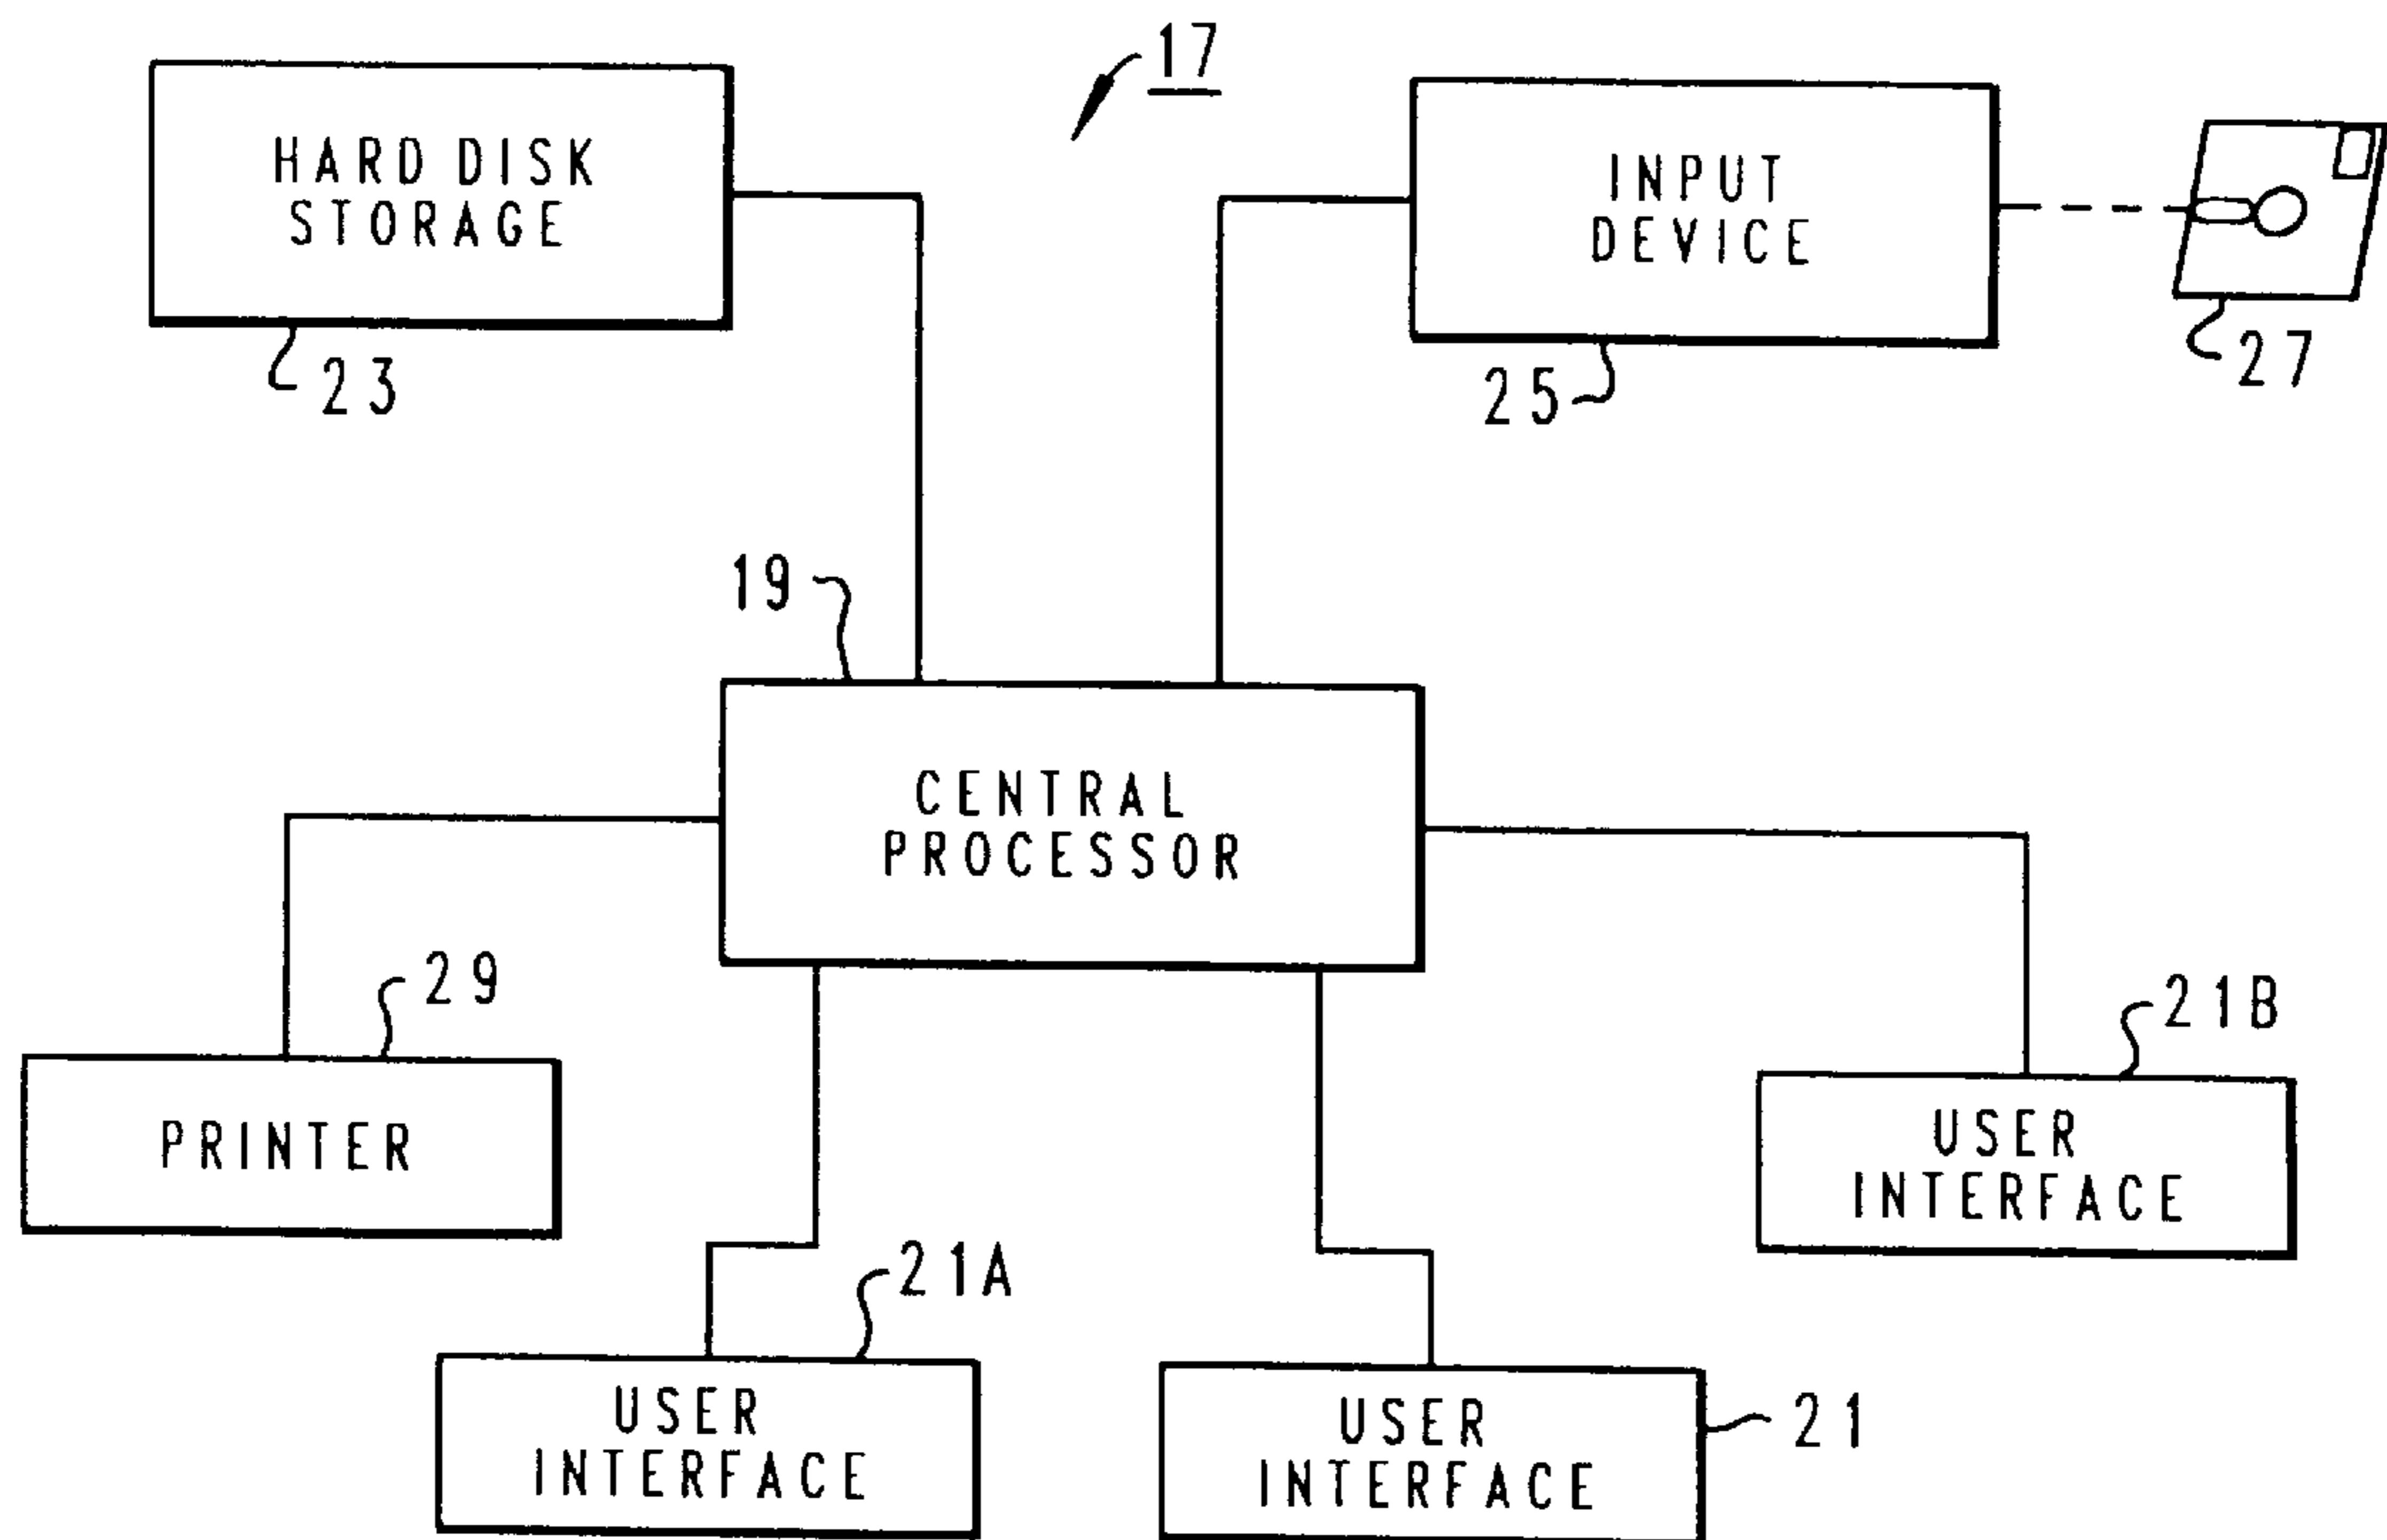 17
HARD DISK
STORAGE
23
INPUT
DEVICE
25
27
19
CENTRAL
PROCESSOR
29
PRINTER
21B
USER
INTERFACE
21A
USER
INTERFACE
USER
INTERFACE
21